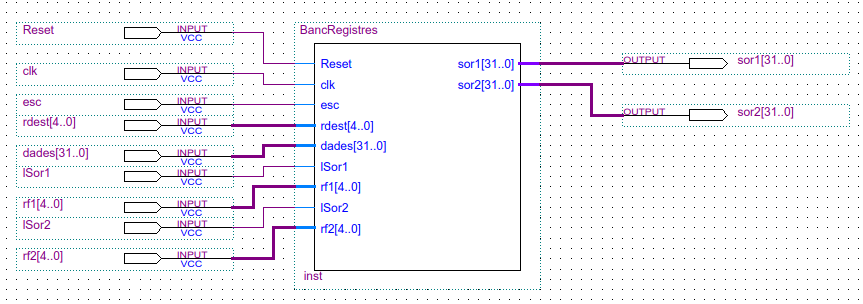 Reset INPUT VCC
clk INPUT VCC
esc INPUT VCC
rdest[4..0] INPUT VCC
dades[31..0] INPUT VCC
lSor1 INPUT VCC
rf1[4..0] INPUT VCC
lSor2 INPUT VCC
rf2[4..0] INPUT VCC
BancRegistres
Reset sor1[31..0]
clk sor2[31..0]
esc
rdest[4..0]
dades[31..0]
lSor1
rf1[4..0]
lSor2
rf2[4..0]
inst
OUTPUT sor1[31..0]
OUTPUT sor2[31..0]